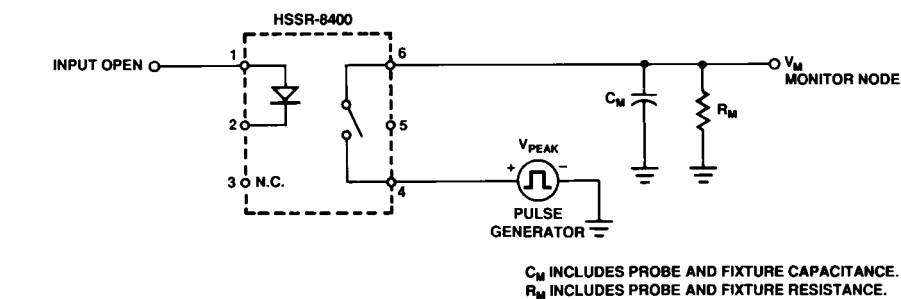 HSSR-8400
INPUT OPEN
1
6
V_M
MONITOR NODE
C_M
R_M
2
5
V_PEAK
3
N.C.
4
+
−
PULSE
GENERATOR
C_M INCLUDES PROBE AND FIXTURE CAPACITANCE.
R_M INCLUDES PROBE AND FIXTURE RESISTANCE.